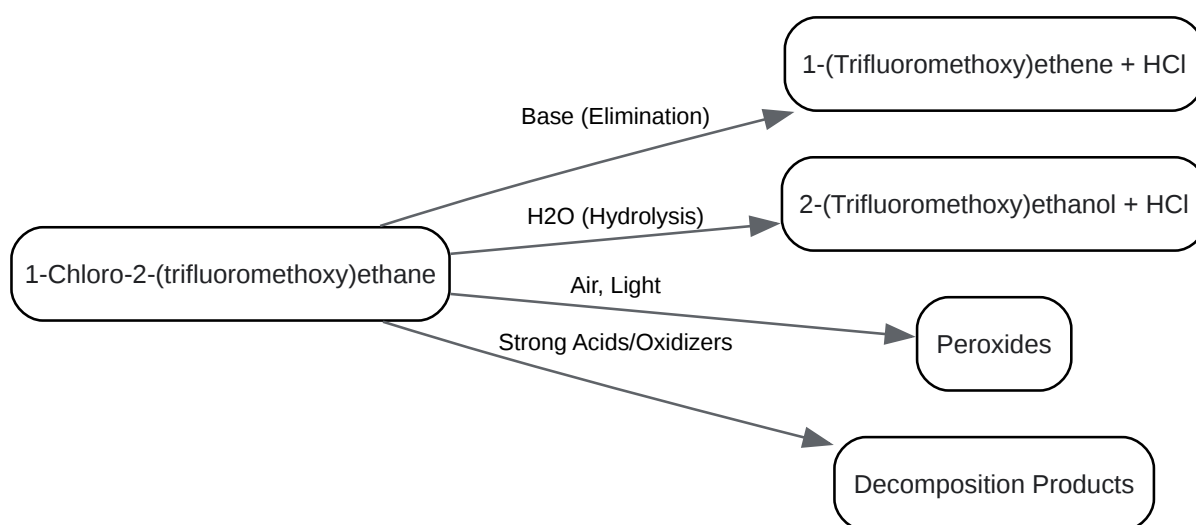 1-(Trifluoromethoxy)ethene + HCl
Base (Elimination)
2-(Trifluoromethoxy)ethanol + HCl
H2O (Hydrolysis)
1-Chloro-2-(trifluoromethoxy)ethane
Air, Light
Peroxides
Strong Acids/Oxidizers
Decomposition Products